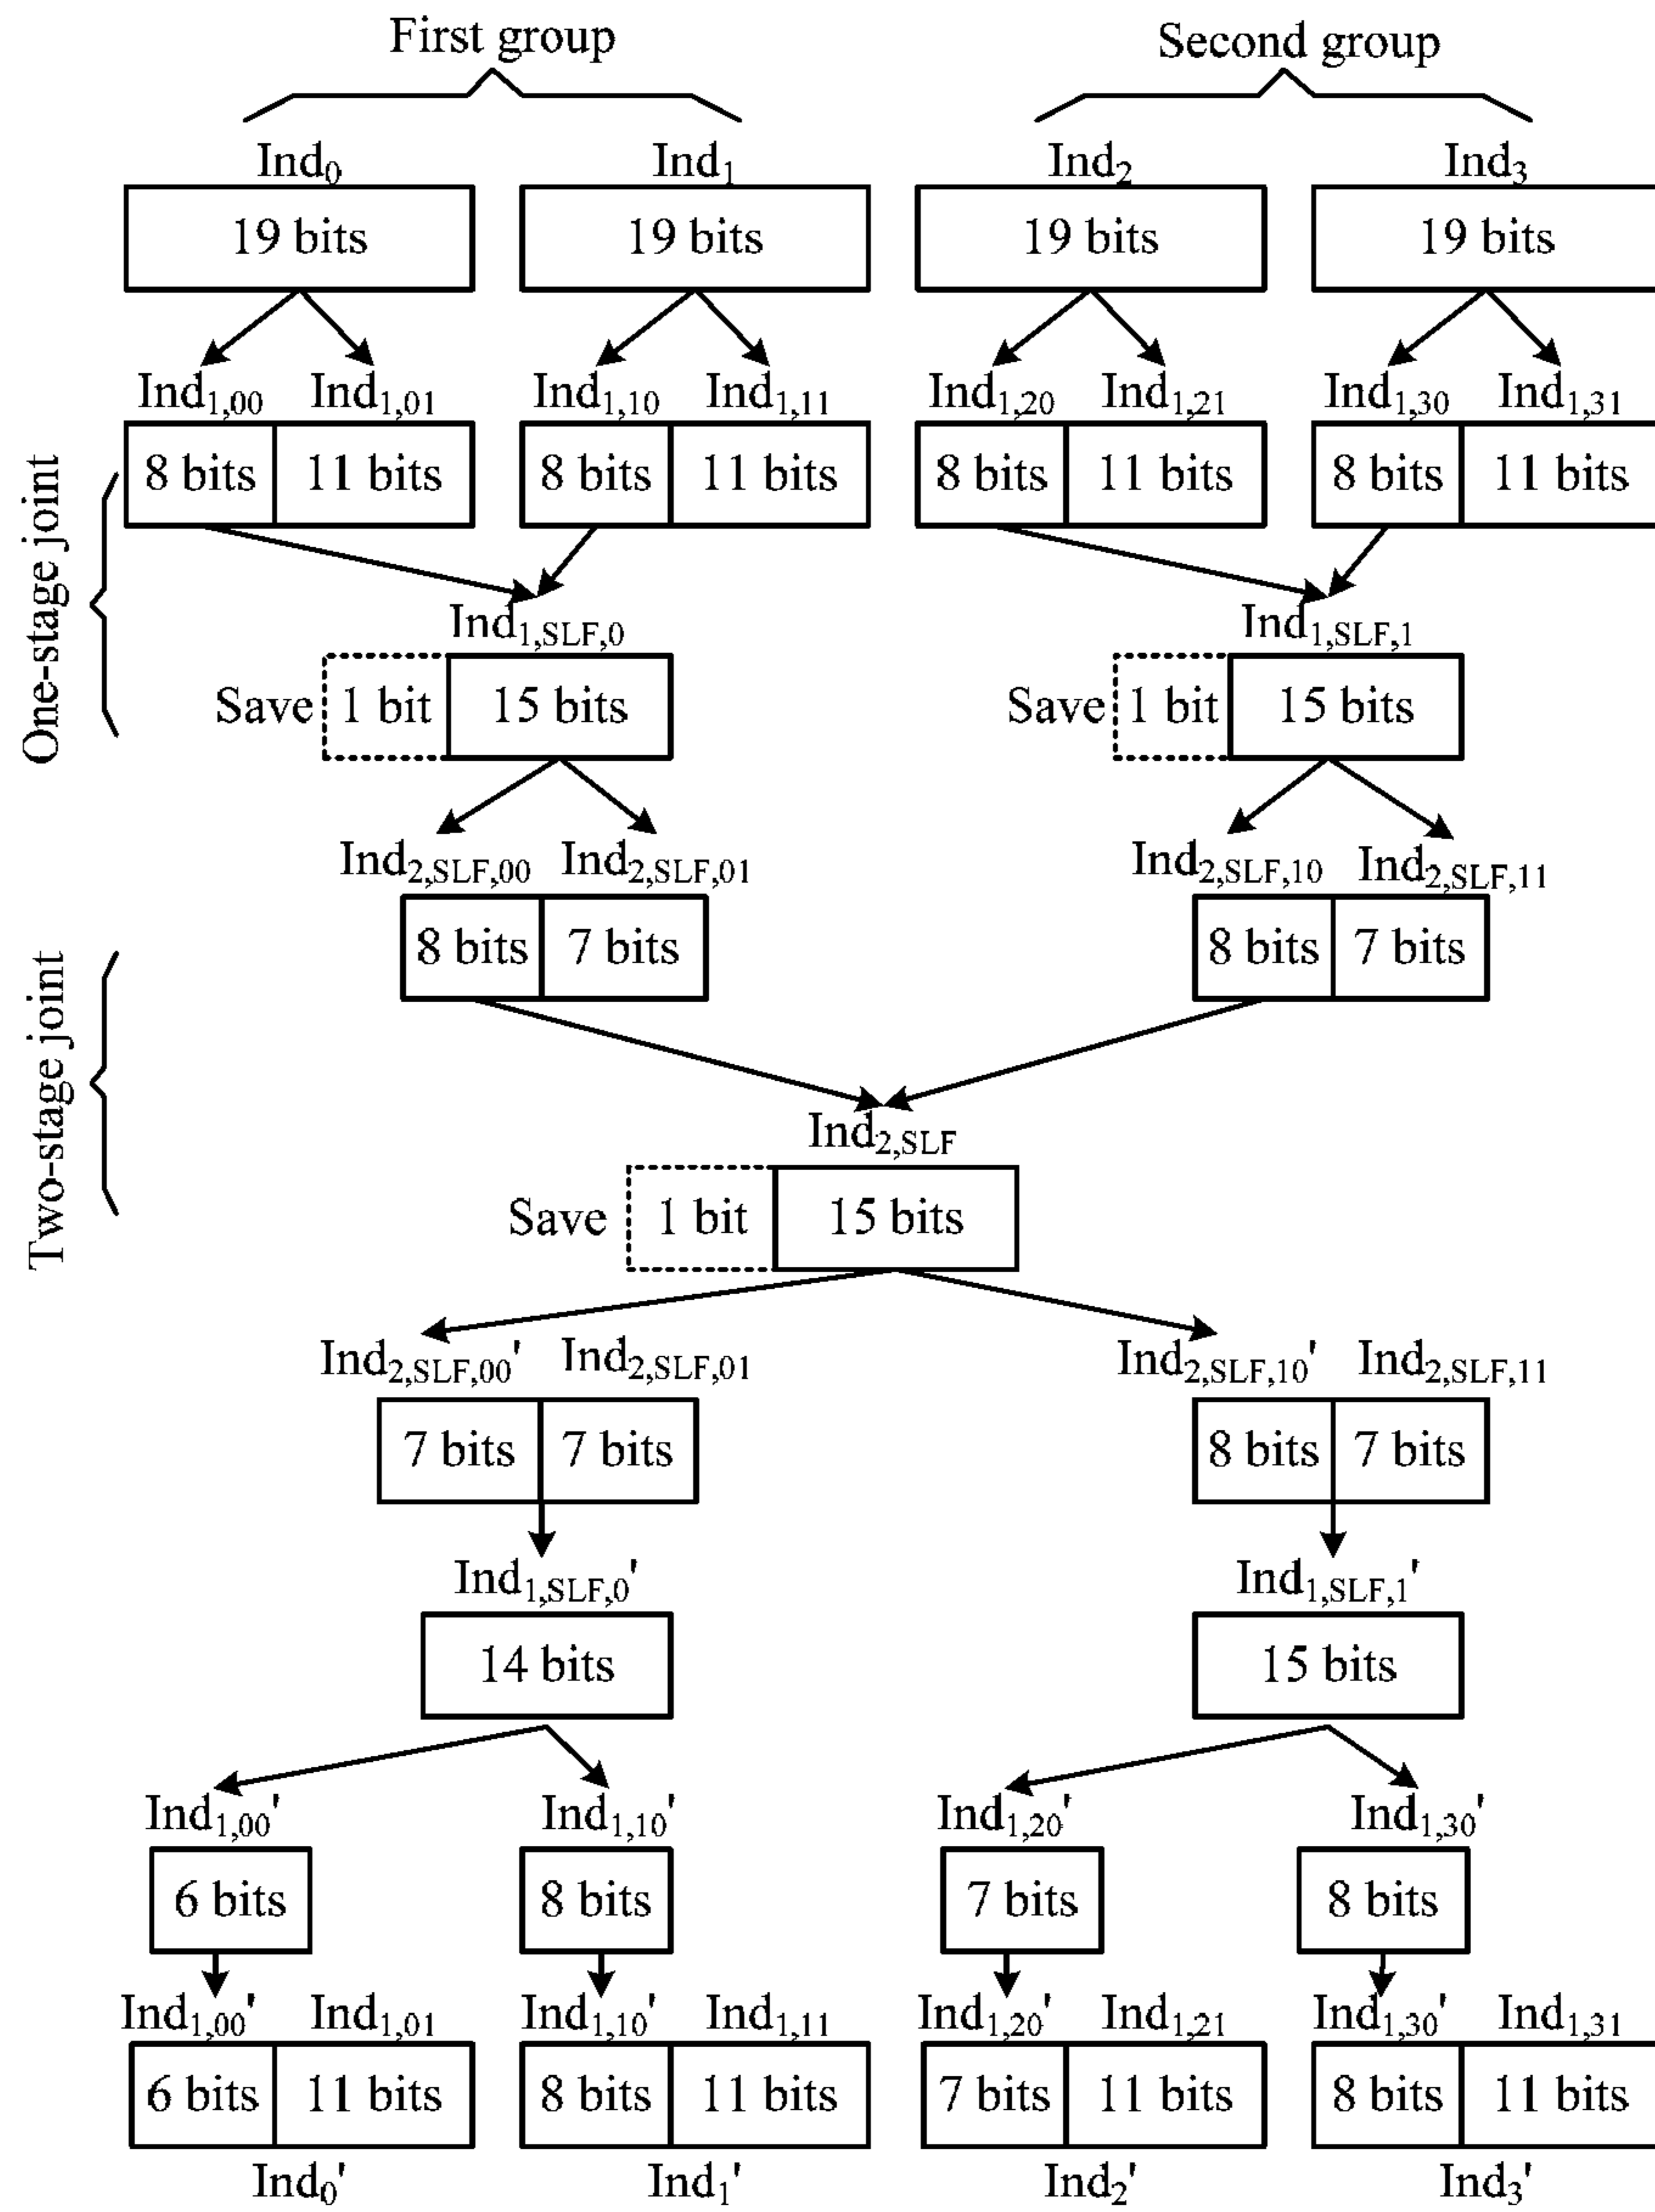 First group Second group
Ind0 Ind1 Ind2 Ind3
19 bits 19 bits 19 bits 19 bits
Ind1,00 Ind1,01 Ind1,10 Ind1,11 Ind1,20 Ind1,21 Ind1,30 Ind1,31
8 bits 11 bits 8 bits 11 bits 8 bits 11 bits 8 bits 11 bits
One-stage joint
Ind1,SLF,0 Ind1,SLF,1
Save 1 bit 15 bits Save 1 bit 15 bits
Ind2,SLF,00 Ind2,SLF,01 Ind2,SLF,10 Ind2,SLF,11
8 bits 7 bits 8 bits 7 bits
Two-stage joint
Ind2,SLF
Save 1 bit 15 bits
Ind2,SLF,00' Ind2,SLF,01 Ind2,SLF,10' Ind2,SLF,11
7 bits 7 bits 8 bits 7 bits
Ind1,SLF,0' Ind1,SLF,1'
14 bits 15 bits
Ind1,00' Ind1,10' Ind1,20' Ind1,30'
6 bits 8 bits 7 bits 8 bits
Ind1,00' Ind1,01 Ind1,10' Ind1,11 Ind1,20' Ind1,21 Ind1,30' Ind1,31
6 bits 11 bits 8 bits 11 bits 7 bits 11 bits 8 bits 11 bits
Ind0' Ind1' Ind2' Ind3'